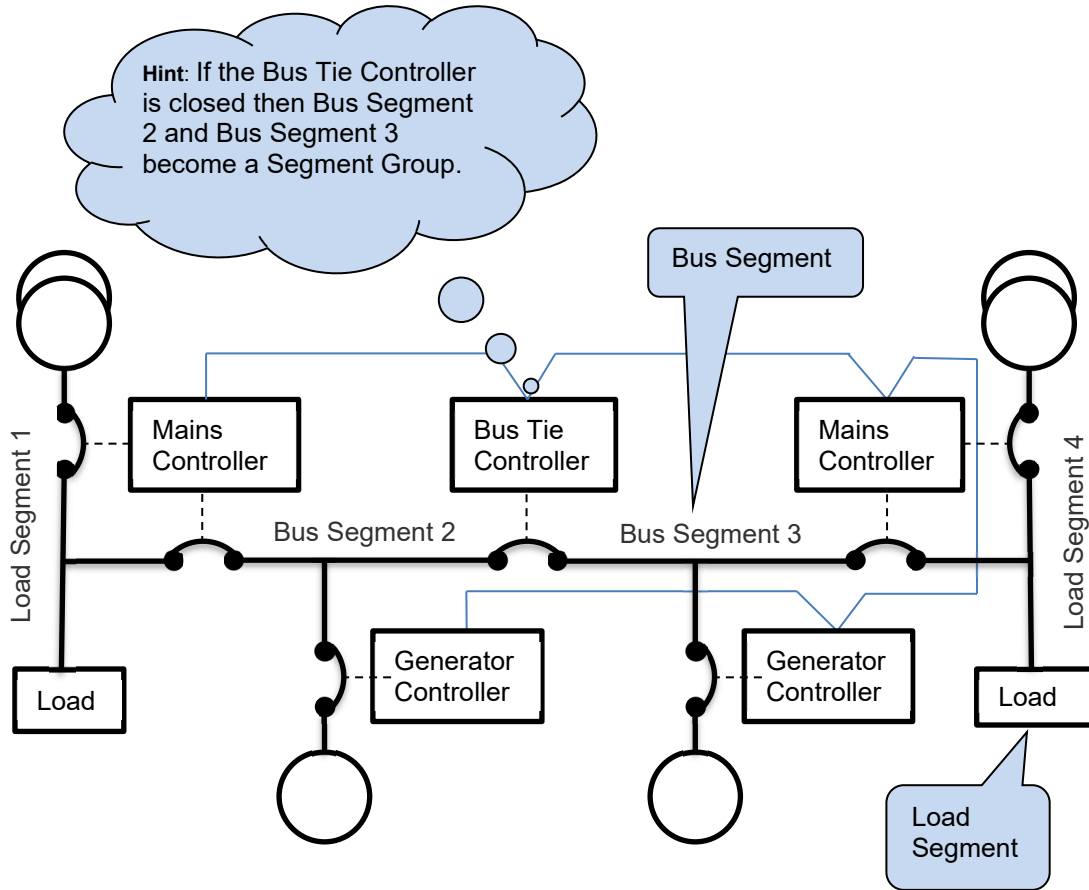 Hint: If the Bus Tie Controller
is closed then Bus Segment
2 and Bus Segment 3
become a Segment Group.
Bus Segment
Mains
Controller
Bus Tie
Controller
Mains
Controller
Load Segment 1
Bus Segment 2
Bus Segment 3
Load Segment 4
Load
Generator
Controller
Generator
Controller
Load
Load
Segment